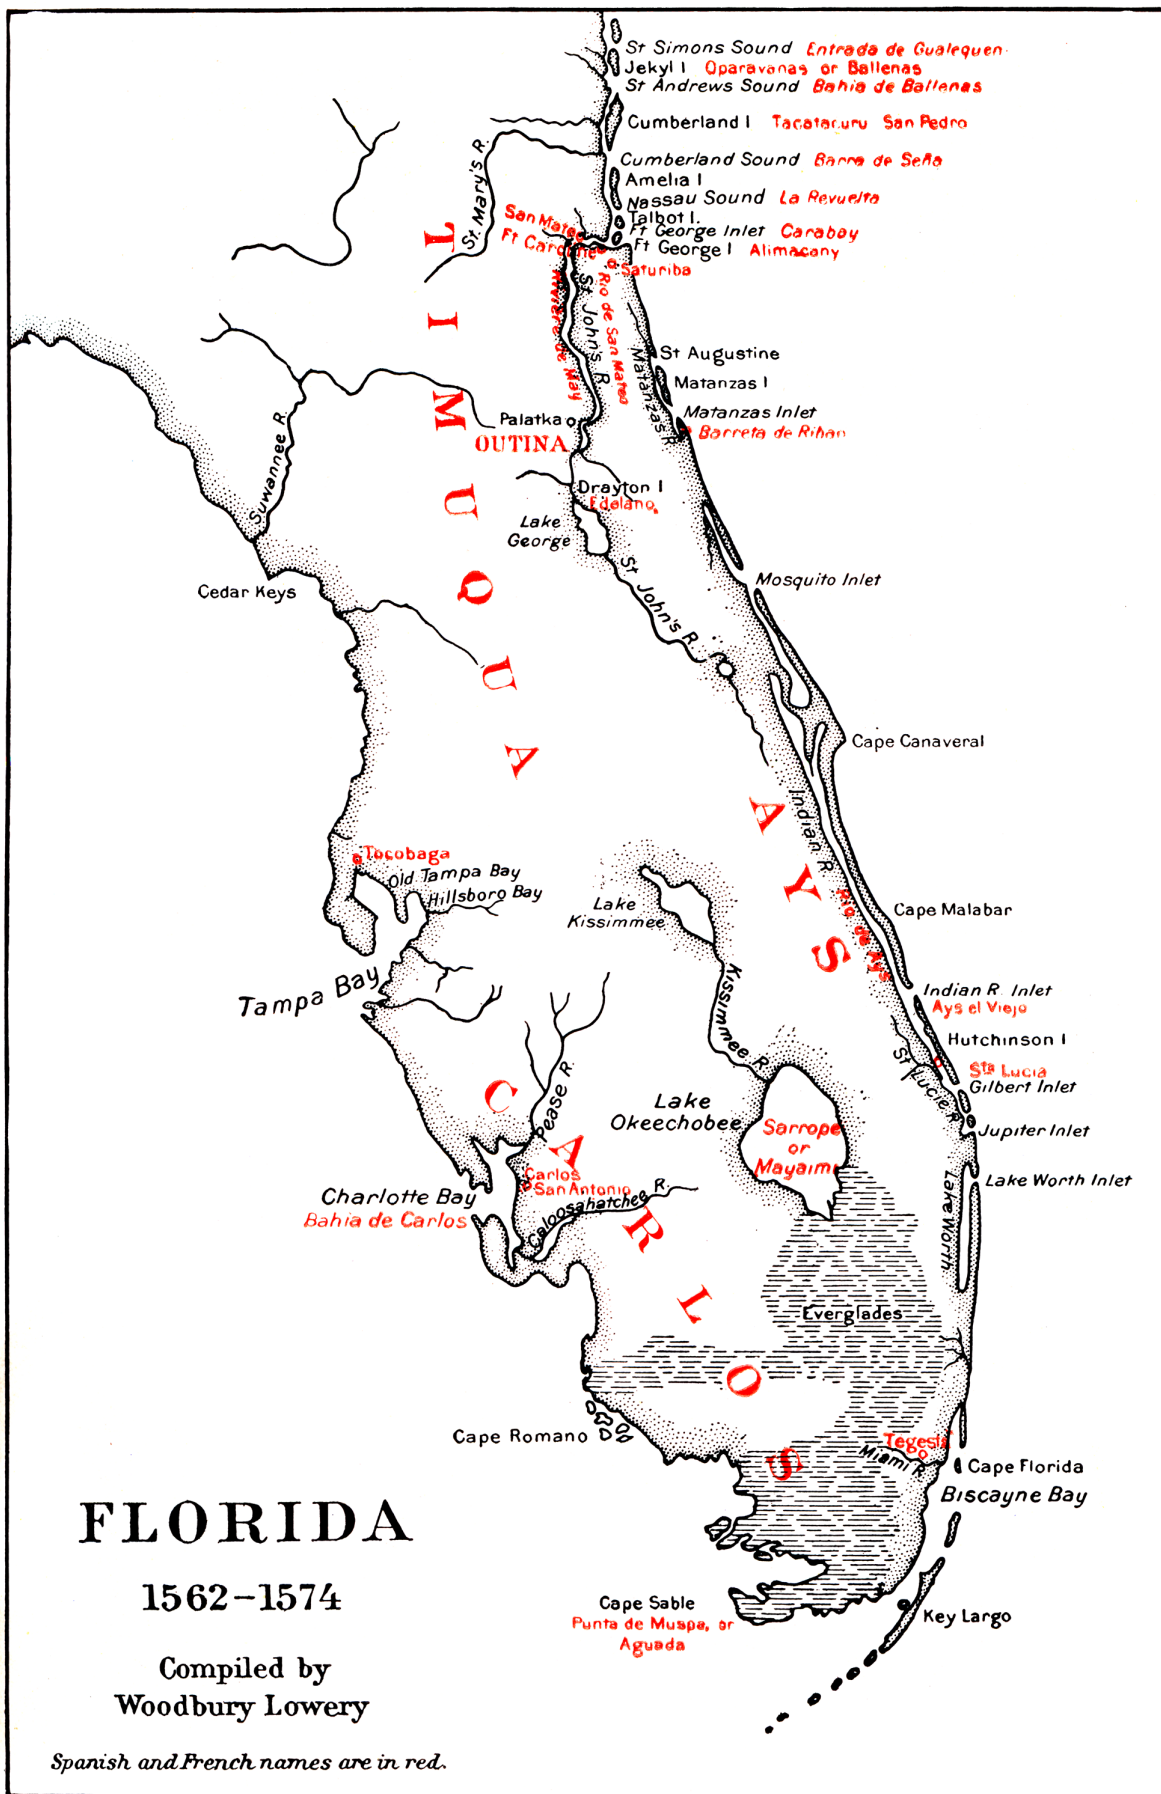 St Simons Sound Entrada de Gualequen
Jekyl I Oparavanas or Ballenas
St Andrews Sound Bahia de Ballenas
Cumberland I Tacatacuru San Pedro
Cumberland Sound Barra de Seña
Amelia I
Nassau Sound La Revuelta
Talbot I.
Ft George Inlet Carabay
Ft George I Alimacany
St. Mary's R.
San Mateo
Ft Caroline
Saturiba
Riviere de May
St John's R
Rio de San Mateo
Matanzas R
St Augustine
Matanzas I
Matanzas Inlet
Barreta de Ribao
TIMUQUUA
Palatka
OUTINA
Suwannee R.
Drayton I
Edelano
Lake
George
St John's R.
Mosquito Inlet
Cedar Keys
Cape Canaveral
Indian R
AYS
Rio de Ays
Tocobaga
Old Tampa Bay
Hillsboro Bay
Lake
Kissimmee
Cape Malabar
Tampa Bay
Kissimmee R.
Indian R. Inlet
Ays el Viejo
Hutchinson I
Sta Lucia
Gilbert Inlet
St Lucie R
Jupiter Inlet
Pease R.
Lake
Okeechobee
Sarrope
or
Mayaimi
CARLOS
Carlos
San Antonio
Caloosahatchee R.
Charlotte Bay
Bahia de Carlos
Lake Worth Inlet
Lake Worth
Everglades
Cape Romano
Tegesta
Miami R
Cape Florida
Biscayne Bay
Cape Sable
Punta de Muspa, or
Aguada
Key Largo
FLORIDA
1562–1574
Compiled by
Woodbury Lowery
Spanish and French names are in red.